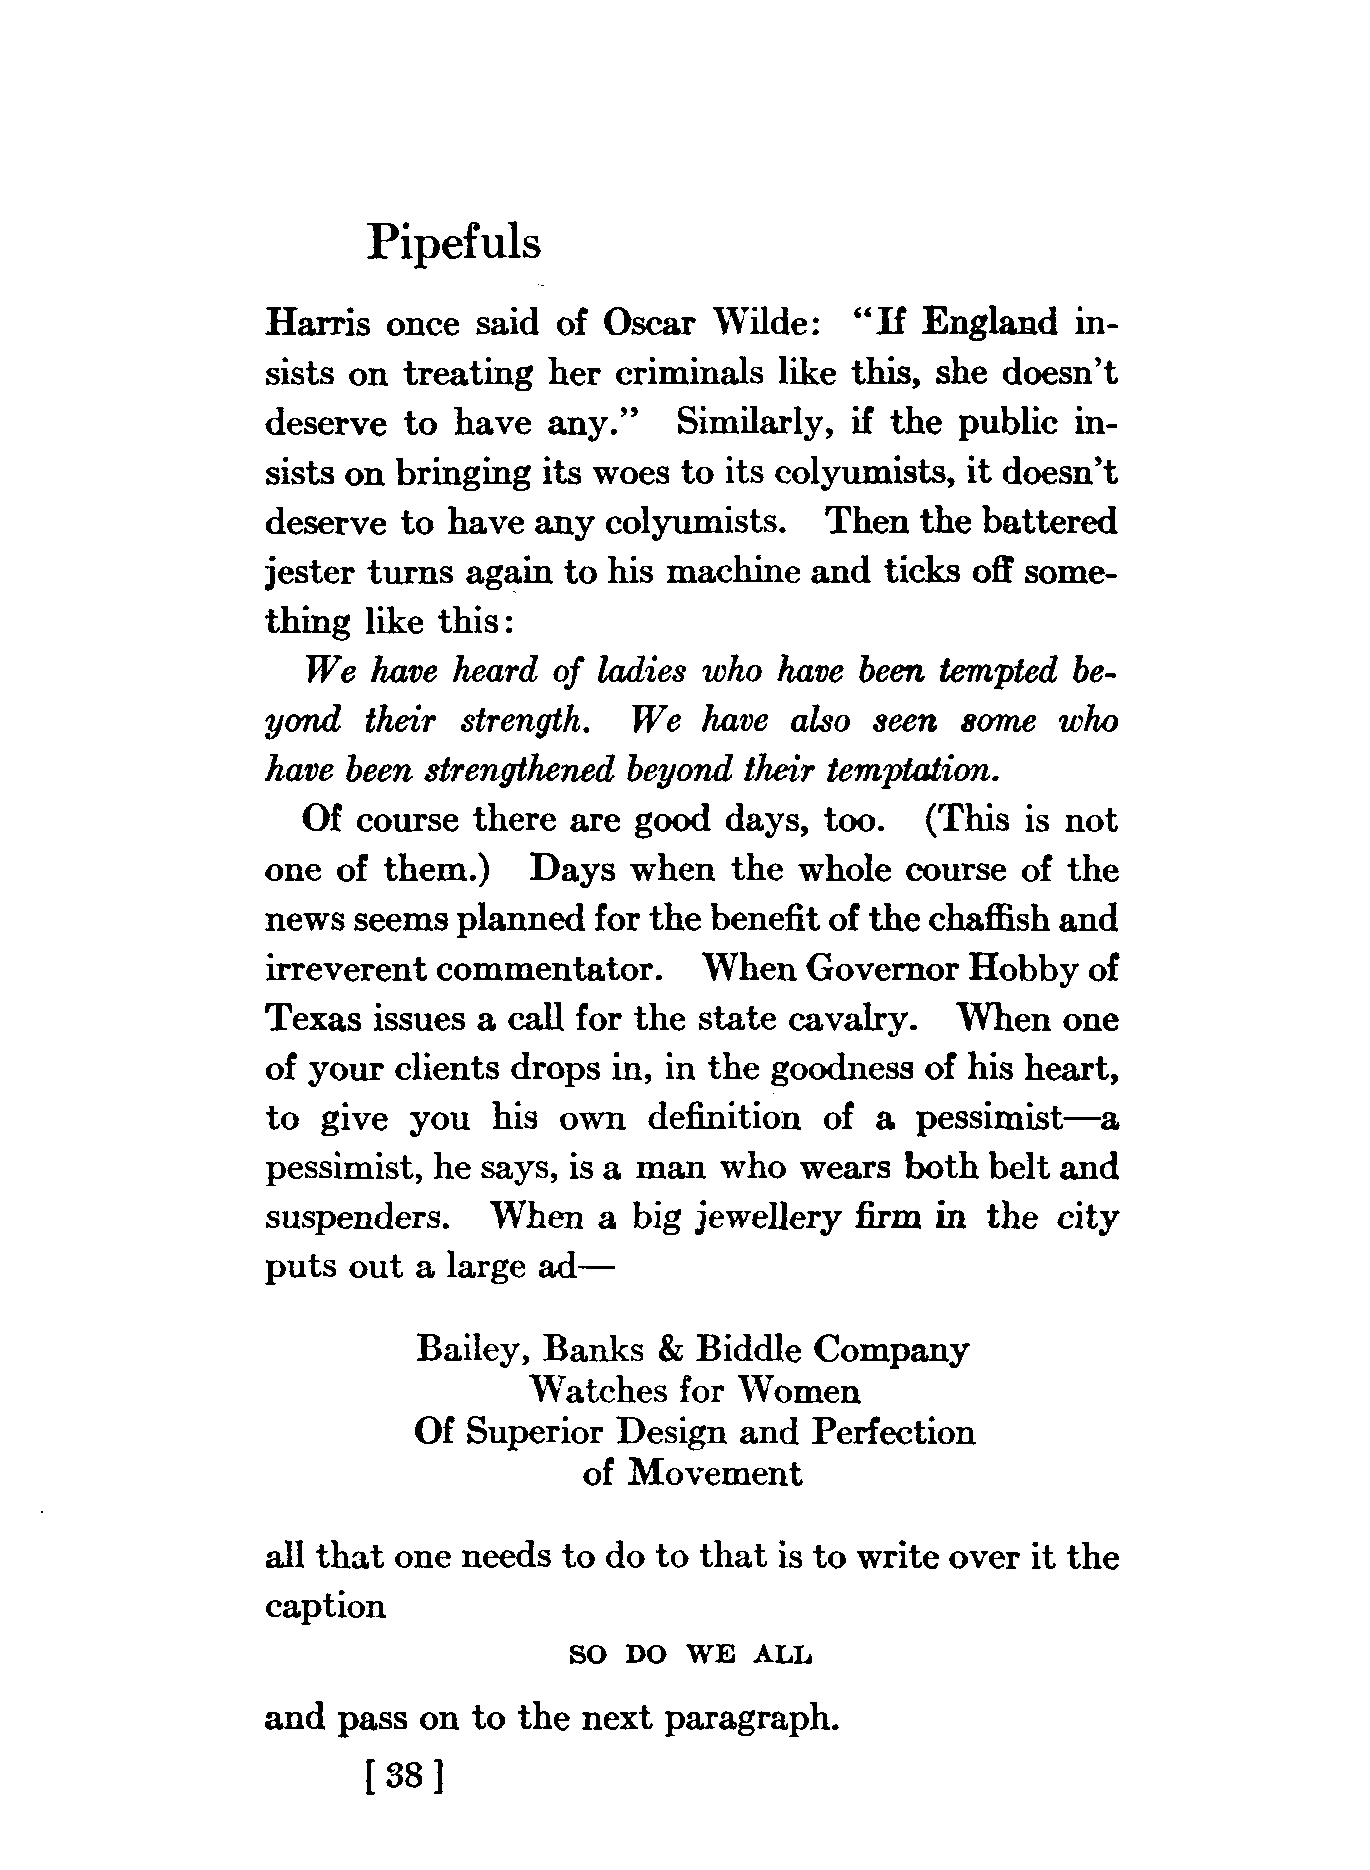 Pipefuls
Harris once said of Oscar Wilde: “If England in-
sists on treating her criminals like this, she doesn’t
deserve to have any.” Similarly, if the public in-
sists on bringing its woes to its colyumists, it doesn’t
deserve to have any colyumists. Then the battered
jester turns again to his machine and ticks off some-
thing like this:
We have heard of ladies who have been tempted be-
yond their strength. We have also seen some who
have been strengthened beyond their temptation.
Of course there are good days, too. (This is not
one of them.) Days when the whole course of the
news seems planned for the benefit of the chaffish and
irreverent commentator. When Governor Hobby of
Texas issues a call for the state cavalry. When one
of your clients drops in, in the goodness of his heart,
to give you his own definition of a pessimist—a
pessimist, he says, is a man who wears both belt and
suspenders. When a big jewellery firm in the city
puts out a large ad—
Bailey, Banks & Biddle Company
Watches for Women
Of Superior Design and Perfection
of Movement
all that one needs to do to that is to write over it the
caption
SO DO WE ALL
and pass on to the next paragraph.
[ 38 ]